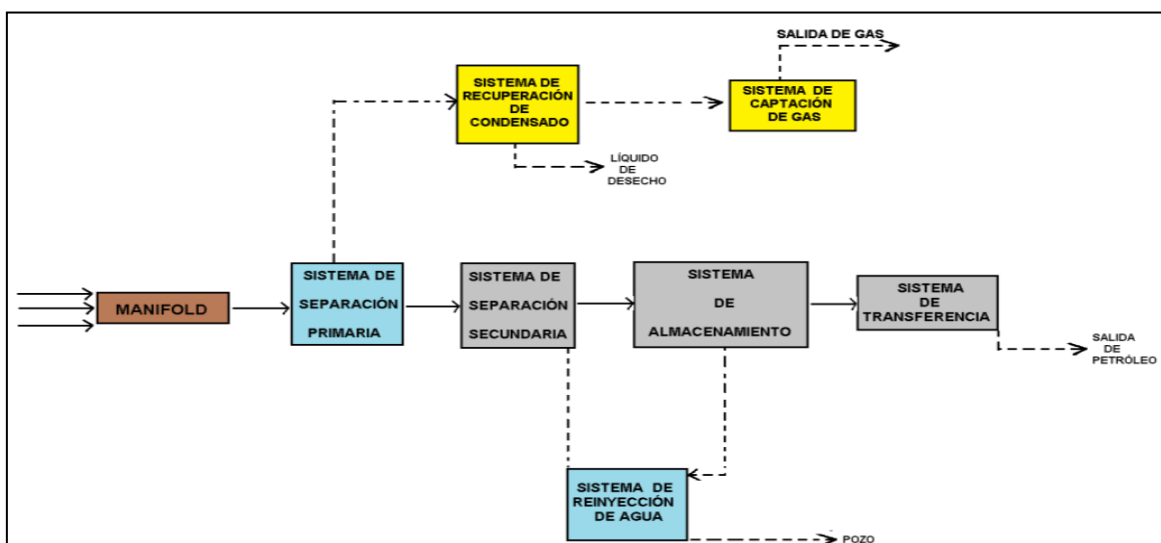 SALIDA DE GAS
SISTEMA DE
RECUPERACIÓN
DE
CONDENSADO
SISTEMA DE
CAPTACIÓN
DE GAS
LÍQUIDO
DE
DESECHO
MANIFOLD
SISTEMA DE
SEPARACIÓN
PRIMARIA
SISTEMA DE
SEPARACIÓN
SECUNDARIA
SISTEMA
DE
ALMACENAMIENTO
SISTEMA
DE
TRANSFERENCIA
SALIDA
DE
PETRÓLEO
SISTEMA DE
REINYECCIÓN
DE AGUA
POZO